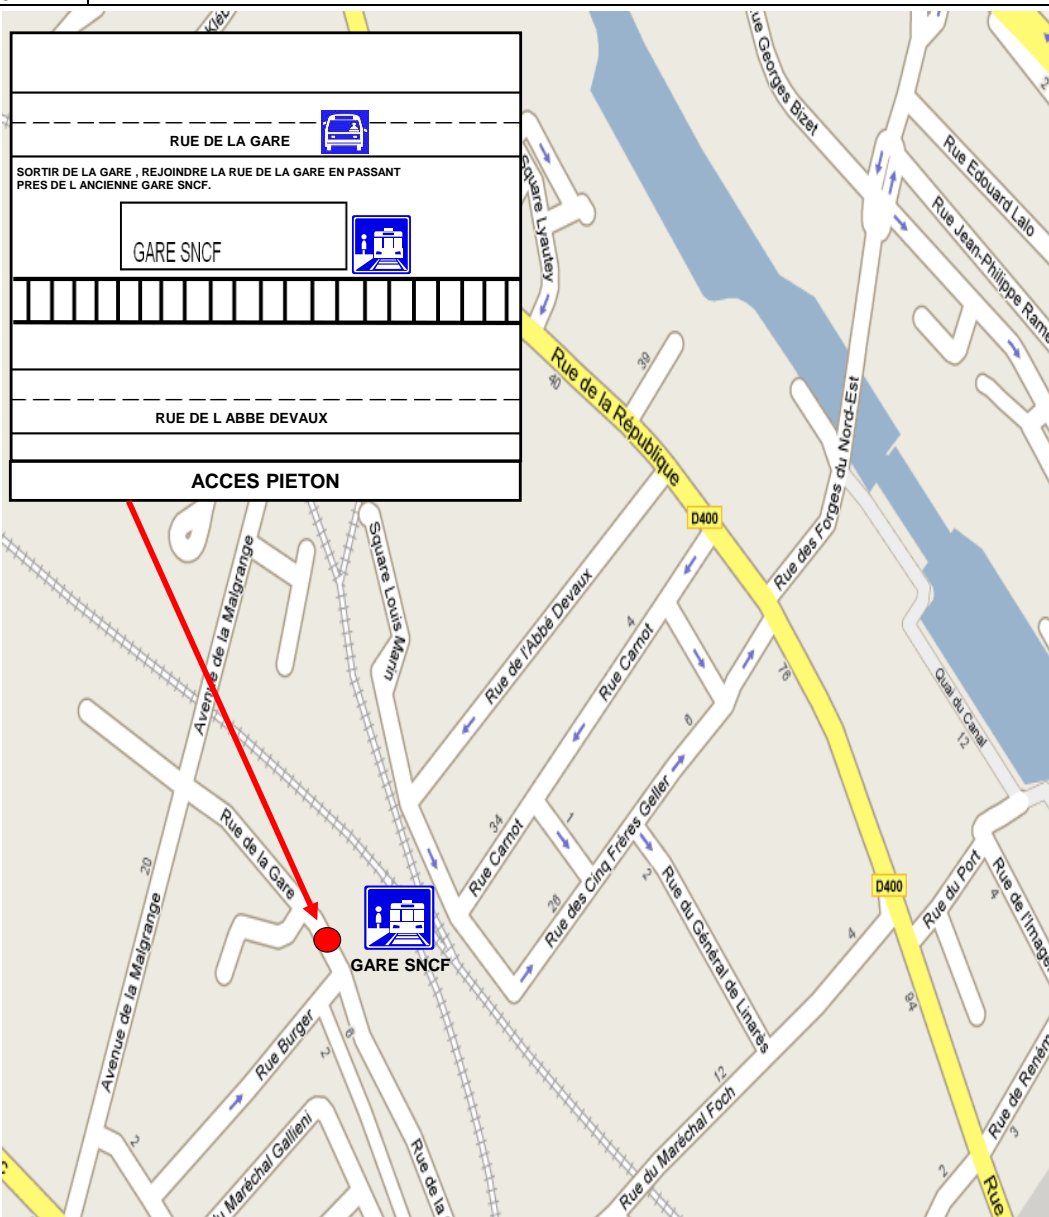 RUE DE LA GARE
SORTIR DE LA GARE , REJOINDRE LA RUE DE LA GARE EN PASSANT
PRES DE L ANCIENNE GARE SNCF.
GARE SNCF
RUE DE L ABBE DEVAUX
ACCES PIETON
Rue Georges Bizet
Rue Edouard Lalo
Rue Jean-Philippe Rame
Square Lyautey
2
39
40
Rue de la République
D400
Rue des Forges du Nord-Est
Square Louis Marin
Avenue de la Malgrange
Rue de l'Abbé Devaux
4
Rue Carnot
6
78
Quai du Canal
12
Rue de la Gare
20
34
Rue Carnot
1
28
Rue des Cinq Frères Geller
2
Rue du Général de Linarès
D400
Rue du Port
4
Rue de l'Image
4
94
GARE SNCF
Avenue de la Malgrange
Rue Burger
8
2
2
12
Rue du Maréchal Foch
Rue de Reném
3
2
Rue
u Maréchal Gallieni
Rue de la